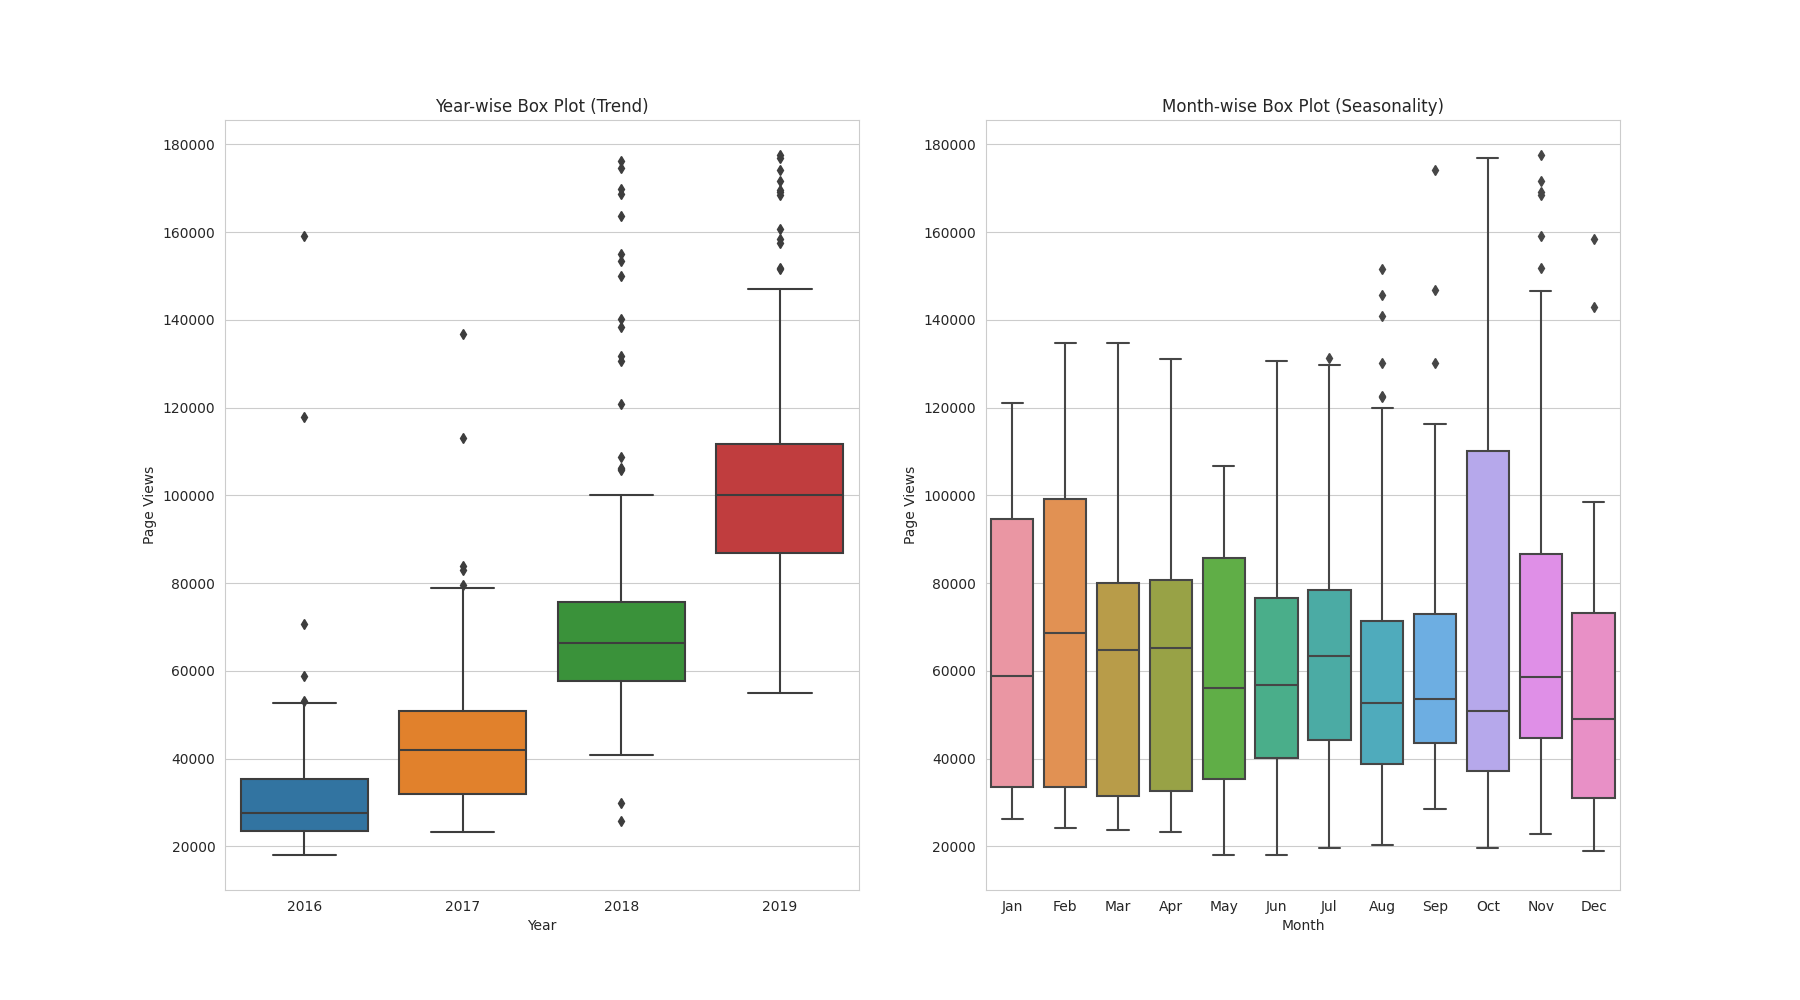 Year-wise Box Plot (Trend)
180000
160000
140000
120000
100000
80000
60000
40000
20000
Page Views
2016 2017 2018 2019
Year
Month-wise Box Plot (Seasonality)
180000
160000
140000
120000
100000
80000
60000
40000
20000
Page Views
Jan Feb Mar Apr May Jun Jul Aug Sep Oct Nov Dec
Month